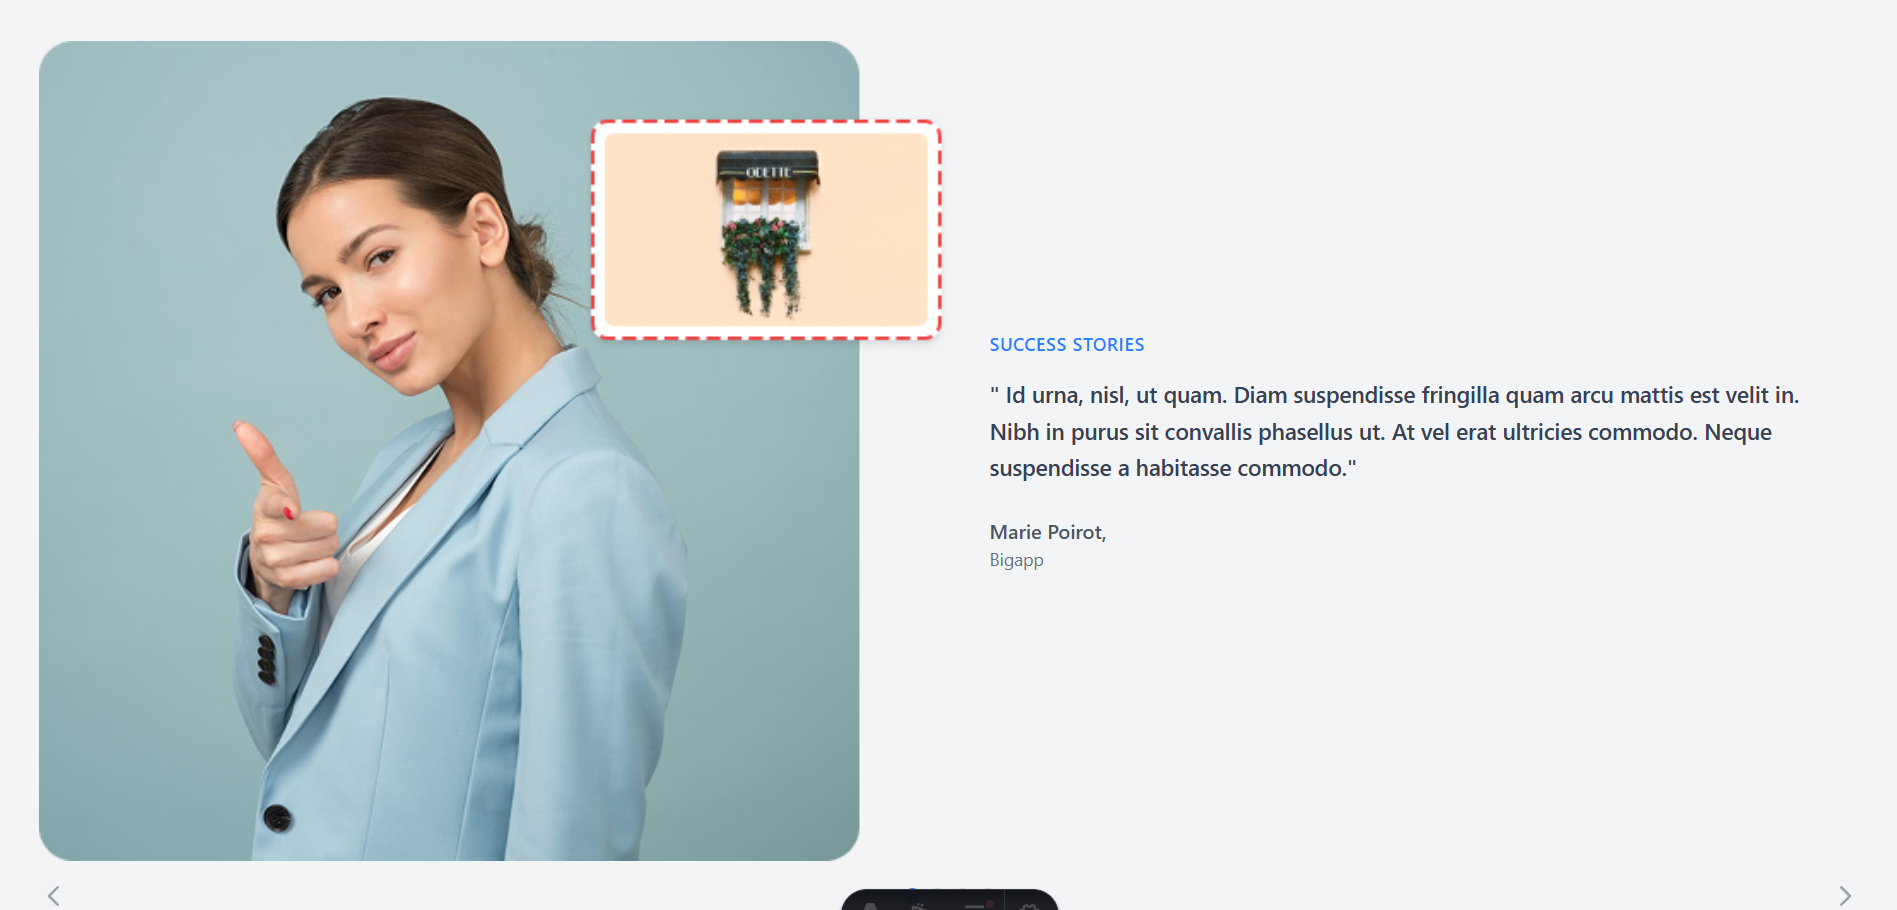 ODETTE
SUCCESS STORIES
" Id urna, nisl, ut quam. Diam suspendisse fringilla quam arcu mattis est velit in.
Nibh in purus sit convallis phasellus ut. At vel erat ultricies commodo. Neque
suspendisse a habitasse commodo."
Marie Poirot,
Bigapp